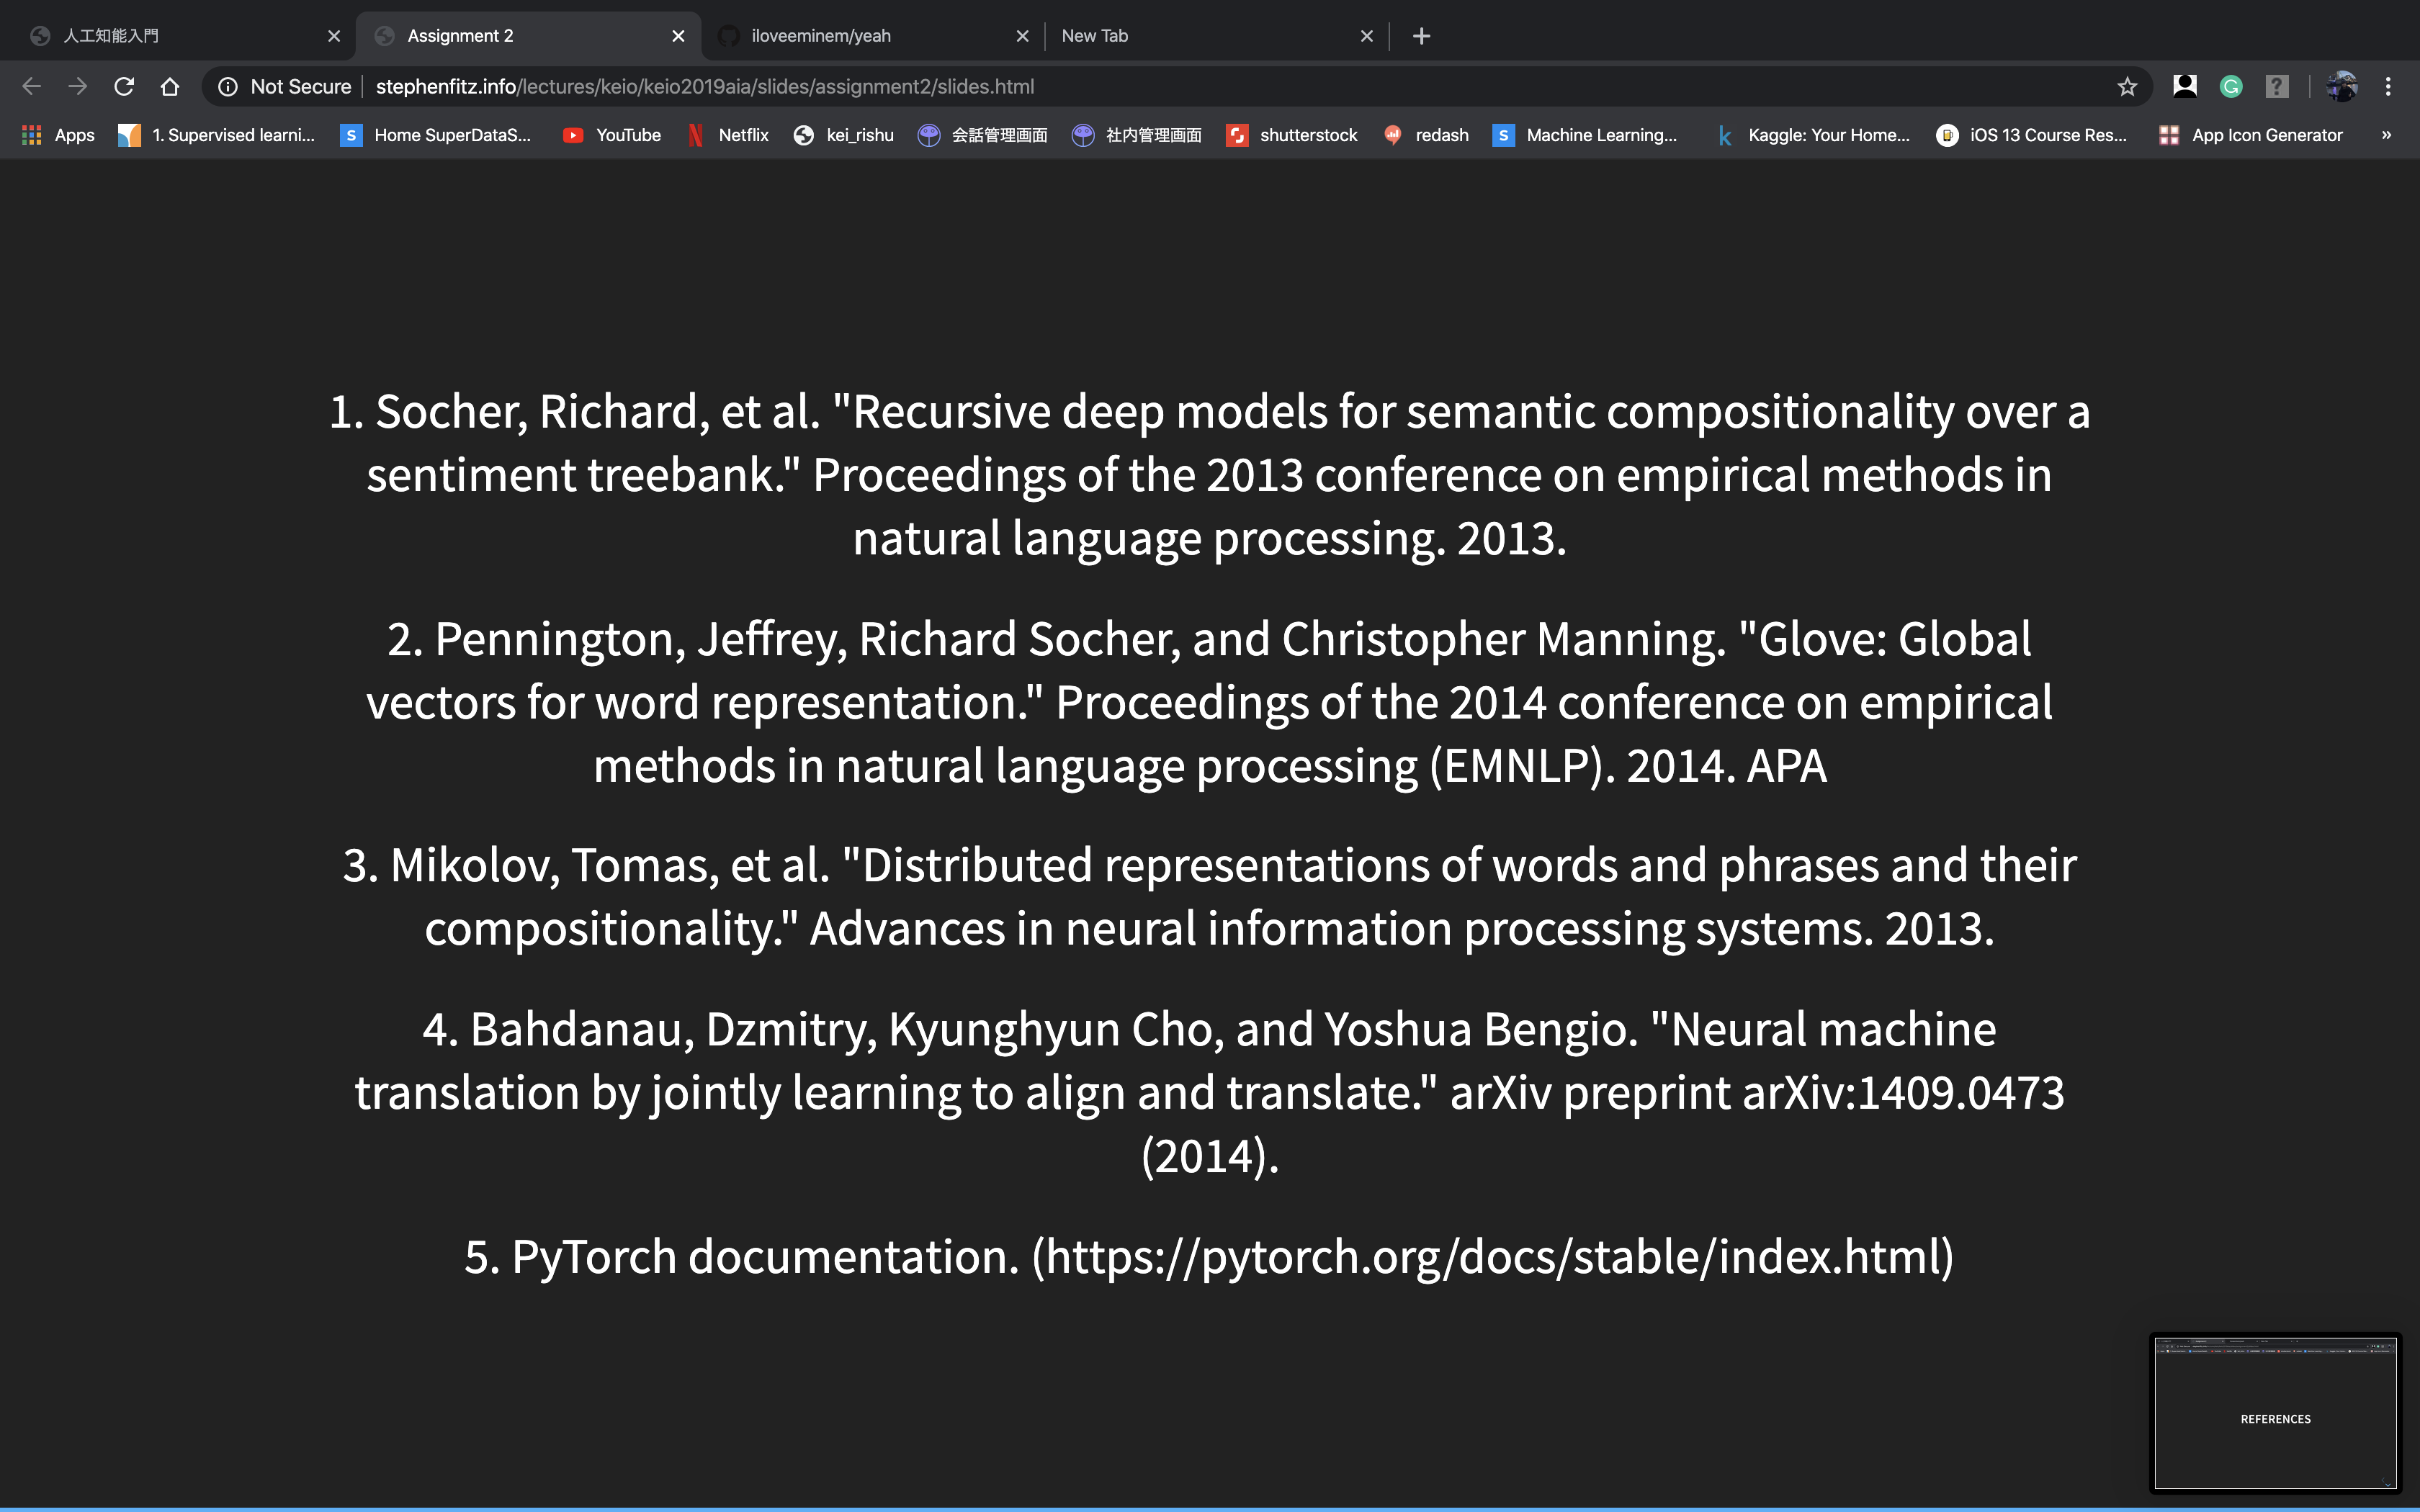 人工知能入門
Assignment 2
iloveeminem/yeah
New Tab
Not Secure
stephenfitz.info/lectures/keio/keio2019aia/slides/assignment2/slides.html
Apps
1. Supervised learni...
Home SuperDataS...
YouTube
Netflix
kei_rishu
会話管理画面
社内管理画面
shutterstock
redash
Machine Learning...
Kaggle: Your Home...
iOS 13 Course Res...
App Icon Generator
»
1. Socher, Richard, et al. "Recursive deep models for semantic compositionality over a
sentiment treebank." Proceedings of the 2013 conference on empirical methods in
natural language processing. 2013.
2. Pennington, Jeffrey, Richard Socher, and Christopher Manning. "Glove: Global
vectors for word representation." Proceedings of the 2014 conference on empirical
methods in natural language processing (EMNLP). 2014. APA
3. Mikolov, Tomas, et al. "Distributed representations of words and phrases and their
compositionality." Advances in neural information processing systems. 2013.
4. Bahdanau, Dzmitry, Kyunghyun Cho, and Yoshua Bengio. "Neural machine
translation by jointly learning to align and translate." arXiv preprint arXiv:1409.0473
(2014).
5. PyTorch documentation. (https://pytorch.org/docs/stable/index.html)
REFERENCES